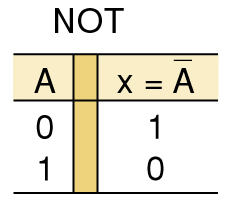 NOT
A x = A̅
0 1
1 0